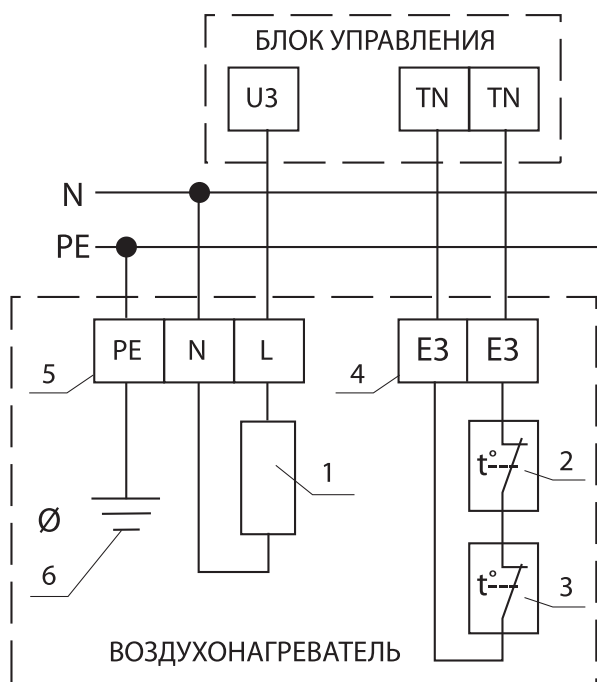 БЛОК УПРАВЛЕНИЯ
U3 TN TN
N
PE
PE N L E3 E3
5 4
t° 2
1
Ø
6
t° 3
ВОЗДУХОНАГРЕВАТЕЛЬ